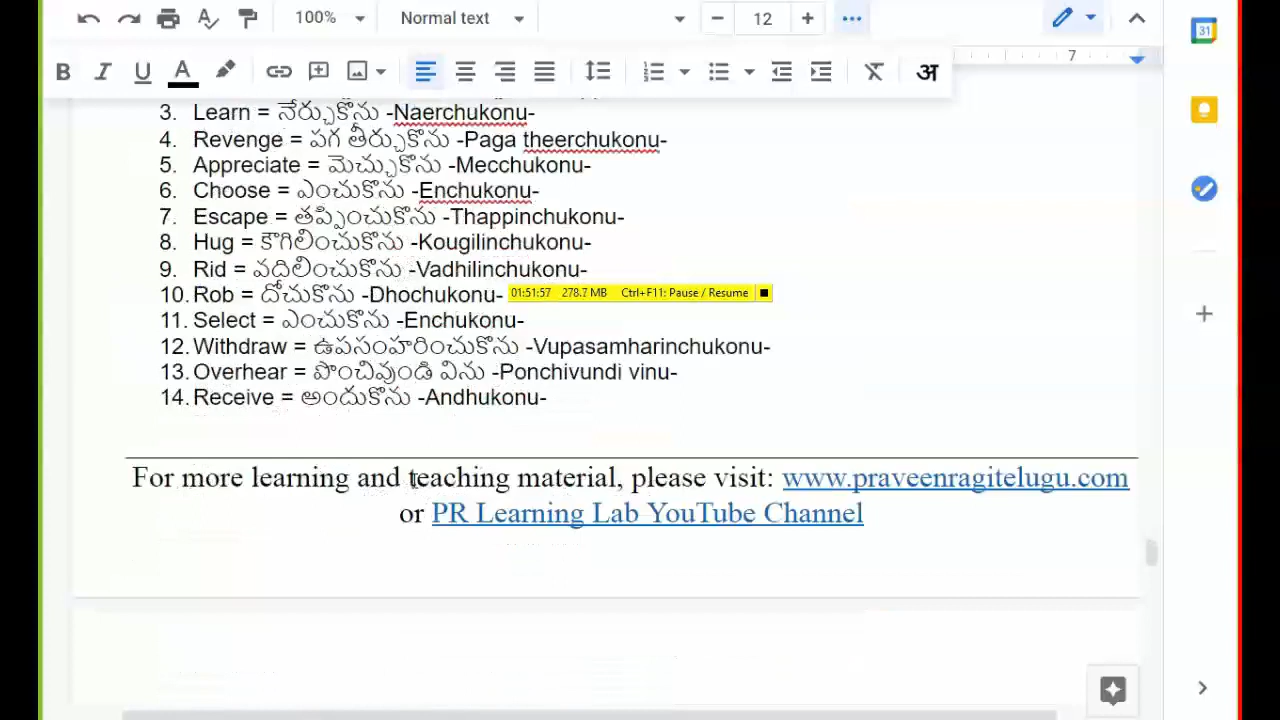 100% Normal text 12
B I U A अ
7
31
3. Learn = నేర్చుకొను -Naerchukonu-
4. Revenge = పగ తీర్చుకొను -Paga theerchukonu-
5. Appreciate = మెచ్చుకొను -Mecchukonu-
6. Choose = ఎంచుకొను -Enchukonu-
7. Escape = తప్పించుకొను -Thappinchukonu-
8. Hug = కౌగిలించుకొను -Kougilinchukonu-
9. Rid = వదిలించుకొను -Vadhilinchukonu-
10. Rob = దోచుకొను -Dhochukonu- 01:51:57 278.7 MB Ctrl+F11: Pause / Resume
11. Select = ఎంచుకొను -Enchukonu-
12. Withdraw = ఉపసంహరించుకొను -Vupasamharinchukonu-
13. Overhear = పొంచివుండి విను -Ponchivundi vinu-
14. Receive = అందుకొను -Andhukonu-
For more learning and teaching material, please visit: www.praveenragitelugu.com
or PR Learning Lab YouTube Channel